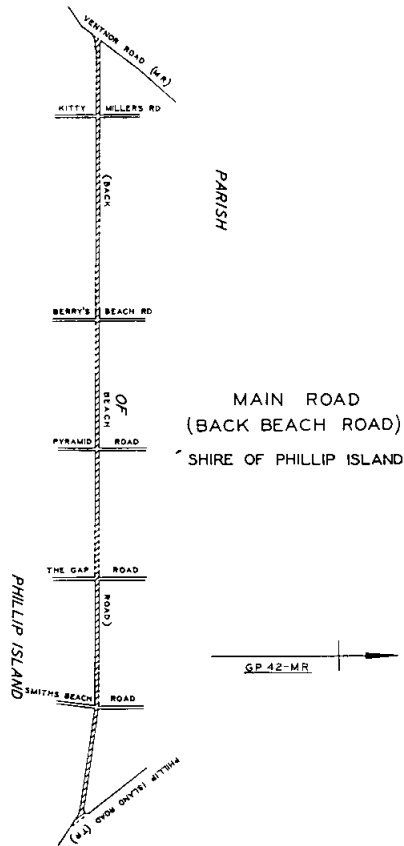 VENTNOR ROAD (M R)
KITTY MILLERS RD
(BACK
PARISH
BERRY'S BEACH RD
OF
BEACH
MAIN ROAD
(BACK BEACH ROAD)
SHIRE OF PHILLIP ISLAND
PYRAMID ROAD
THE GAP ROAD
ROAD)
PHILLIP ISLAND
GP 42-MR
SMITHS BEACH ROAD
PHILLIP ISLAND ROAD (TR)